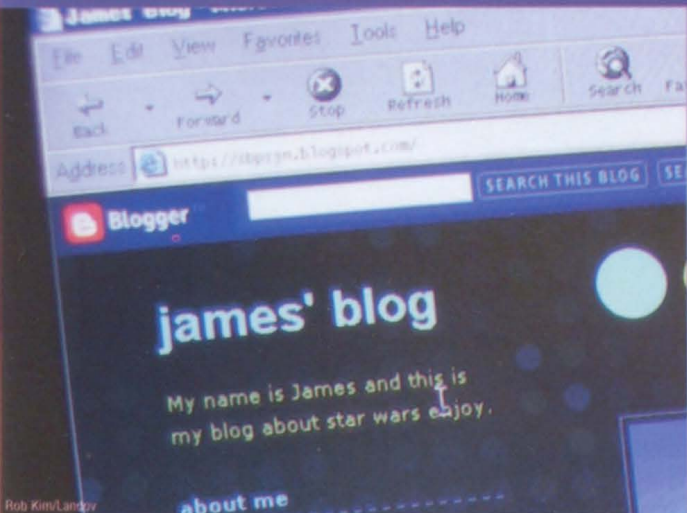 James' Blog
File Edit View Favorites Tools Help
Back Forward Stop Refresh Home Search
Address
Blogger SEARCH THIS BLOG
james' blog
My name is James and this is
my blog about star wars enjoy.
about me
Rob Kim/Landov